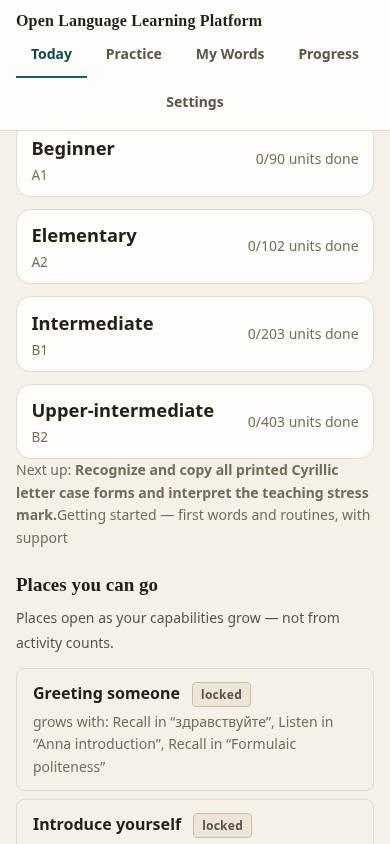 Open Language Learning Platform
Today Practice My Words Progress
Settings
Beginner
A1
0/90 units done
Elementary
A2
0/102 units done
Intermediate
B1
0/203 units done
Upper-intermediate
B2
0/403 units done
Next up: Recognize and copy all printed Cyrillic
letter case forms and interpret the teaching stress
mark.Getting started — first words and routines, with
support
Places you can go
Places open as your capabilities grow — not from
activity counts.
Greeting someone locked
grows with: Recall in “здравствуйте”, Listen in
“Anna introduction”, Recall in “Formulaic
politeness”
Introduce yourself locked